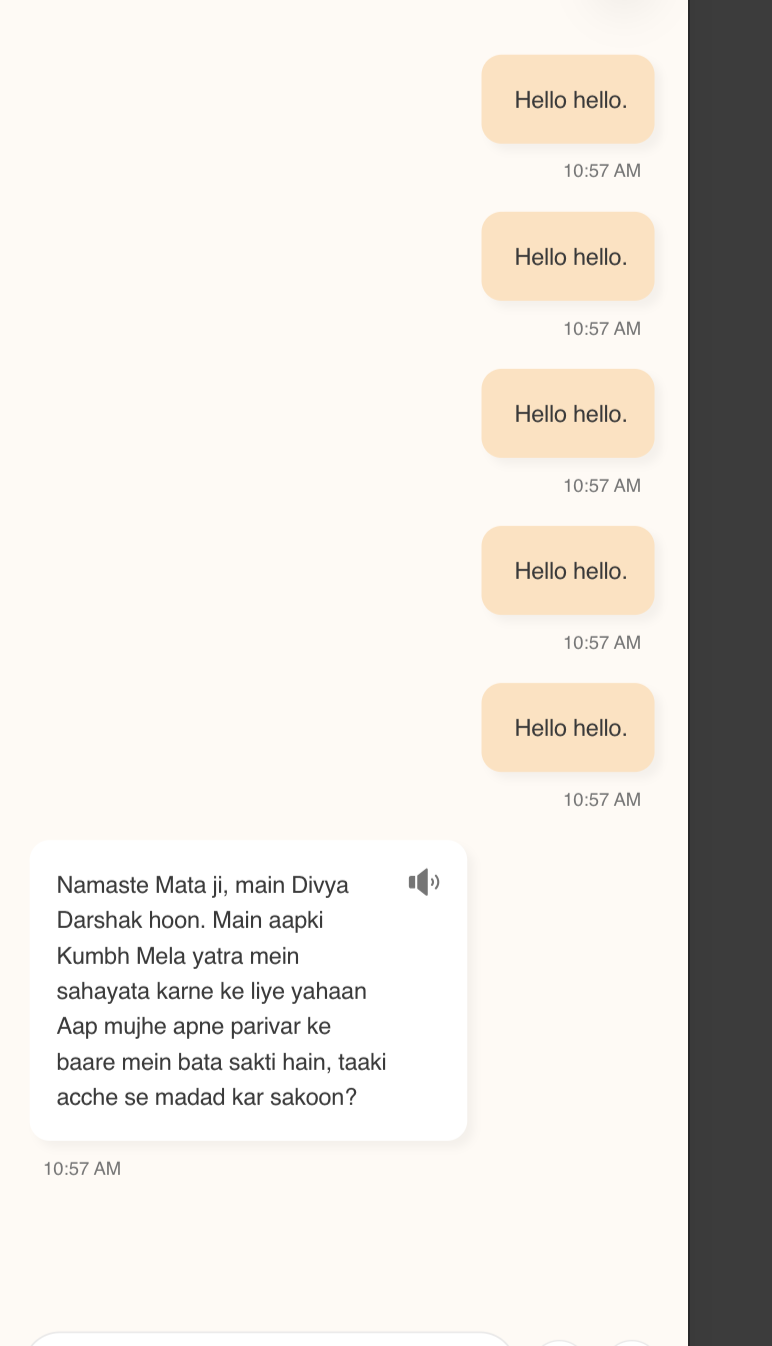 Hello hello.
10:57 AM
Hello hello.
10:57 AM
Hello hello.
10:57 AM
Hello hello.
10:57 AM
Hello hello.
10:57 AM
Namaste Mata ji, main Divya
Darshak hoon. Main aapki
Kumbh Mela yatra mein
sahayata karne ke liye yahaan
Aap mujhe apne parivar ke
baare mein bata sakti hain, taaki
acche se madad kar sakoon?
10:57 AM